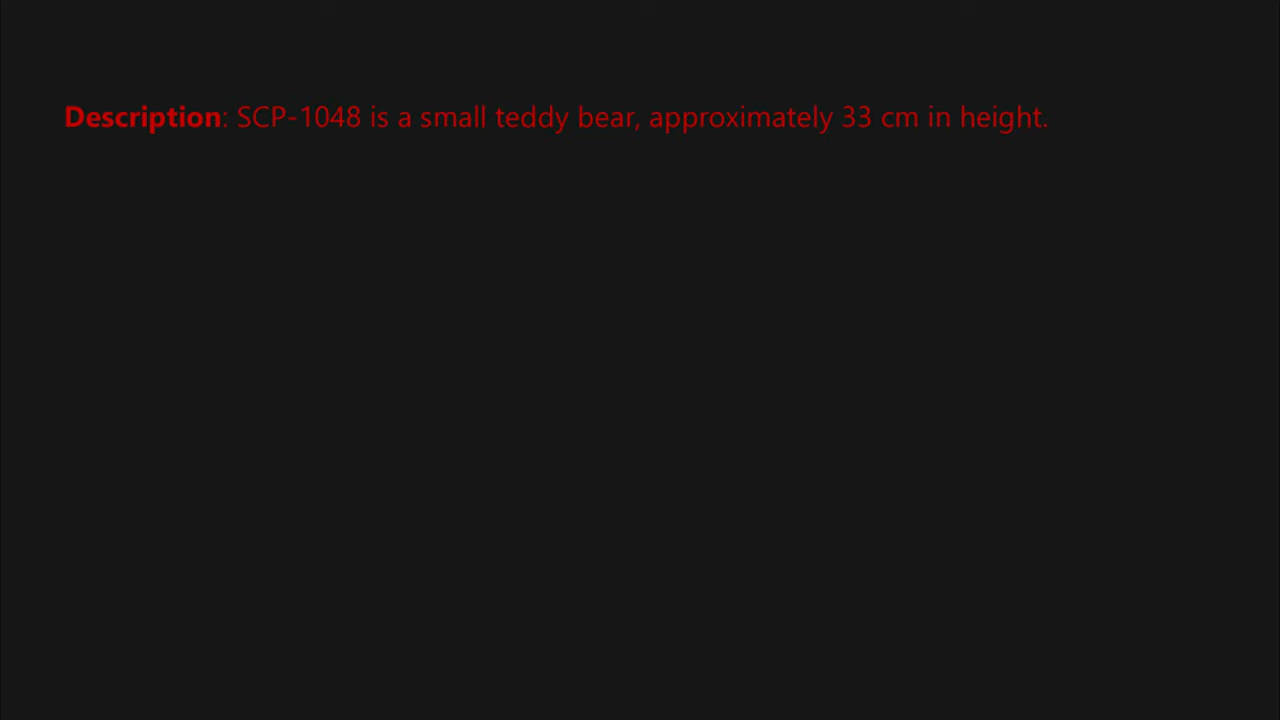 Description: SCP-1048 is a small teddy bear, approximately 33 cm in height.